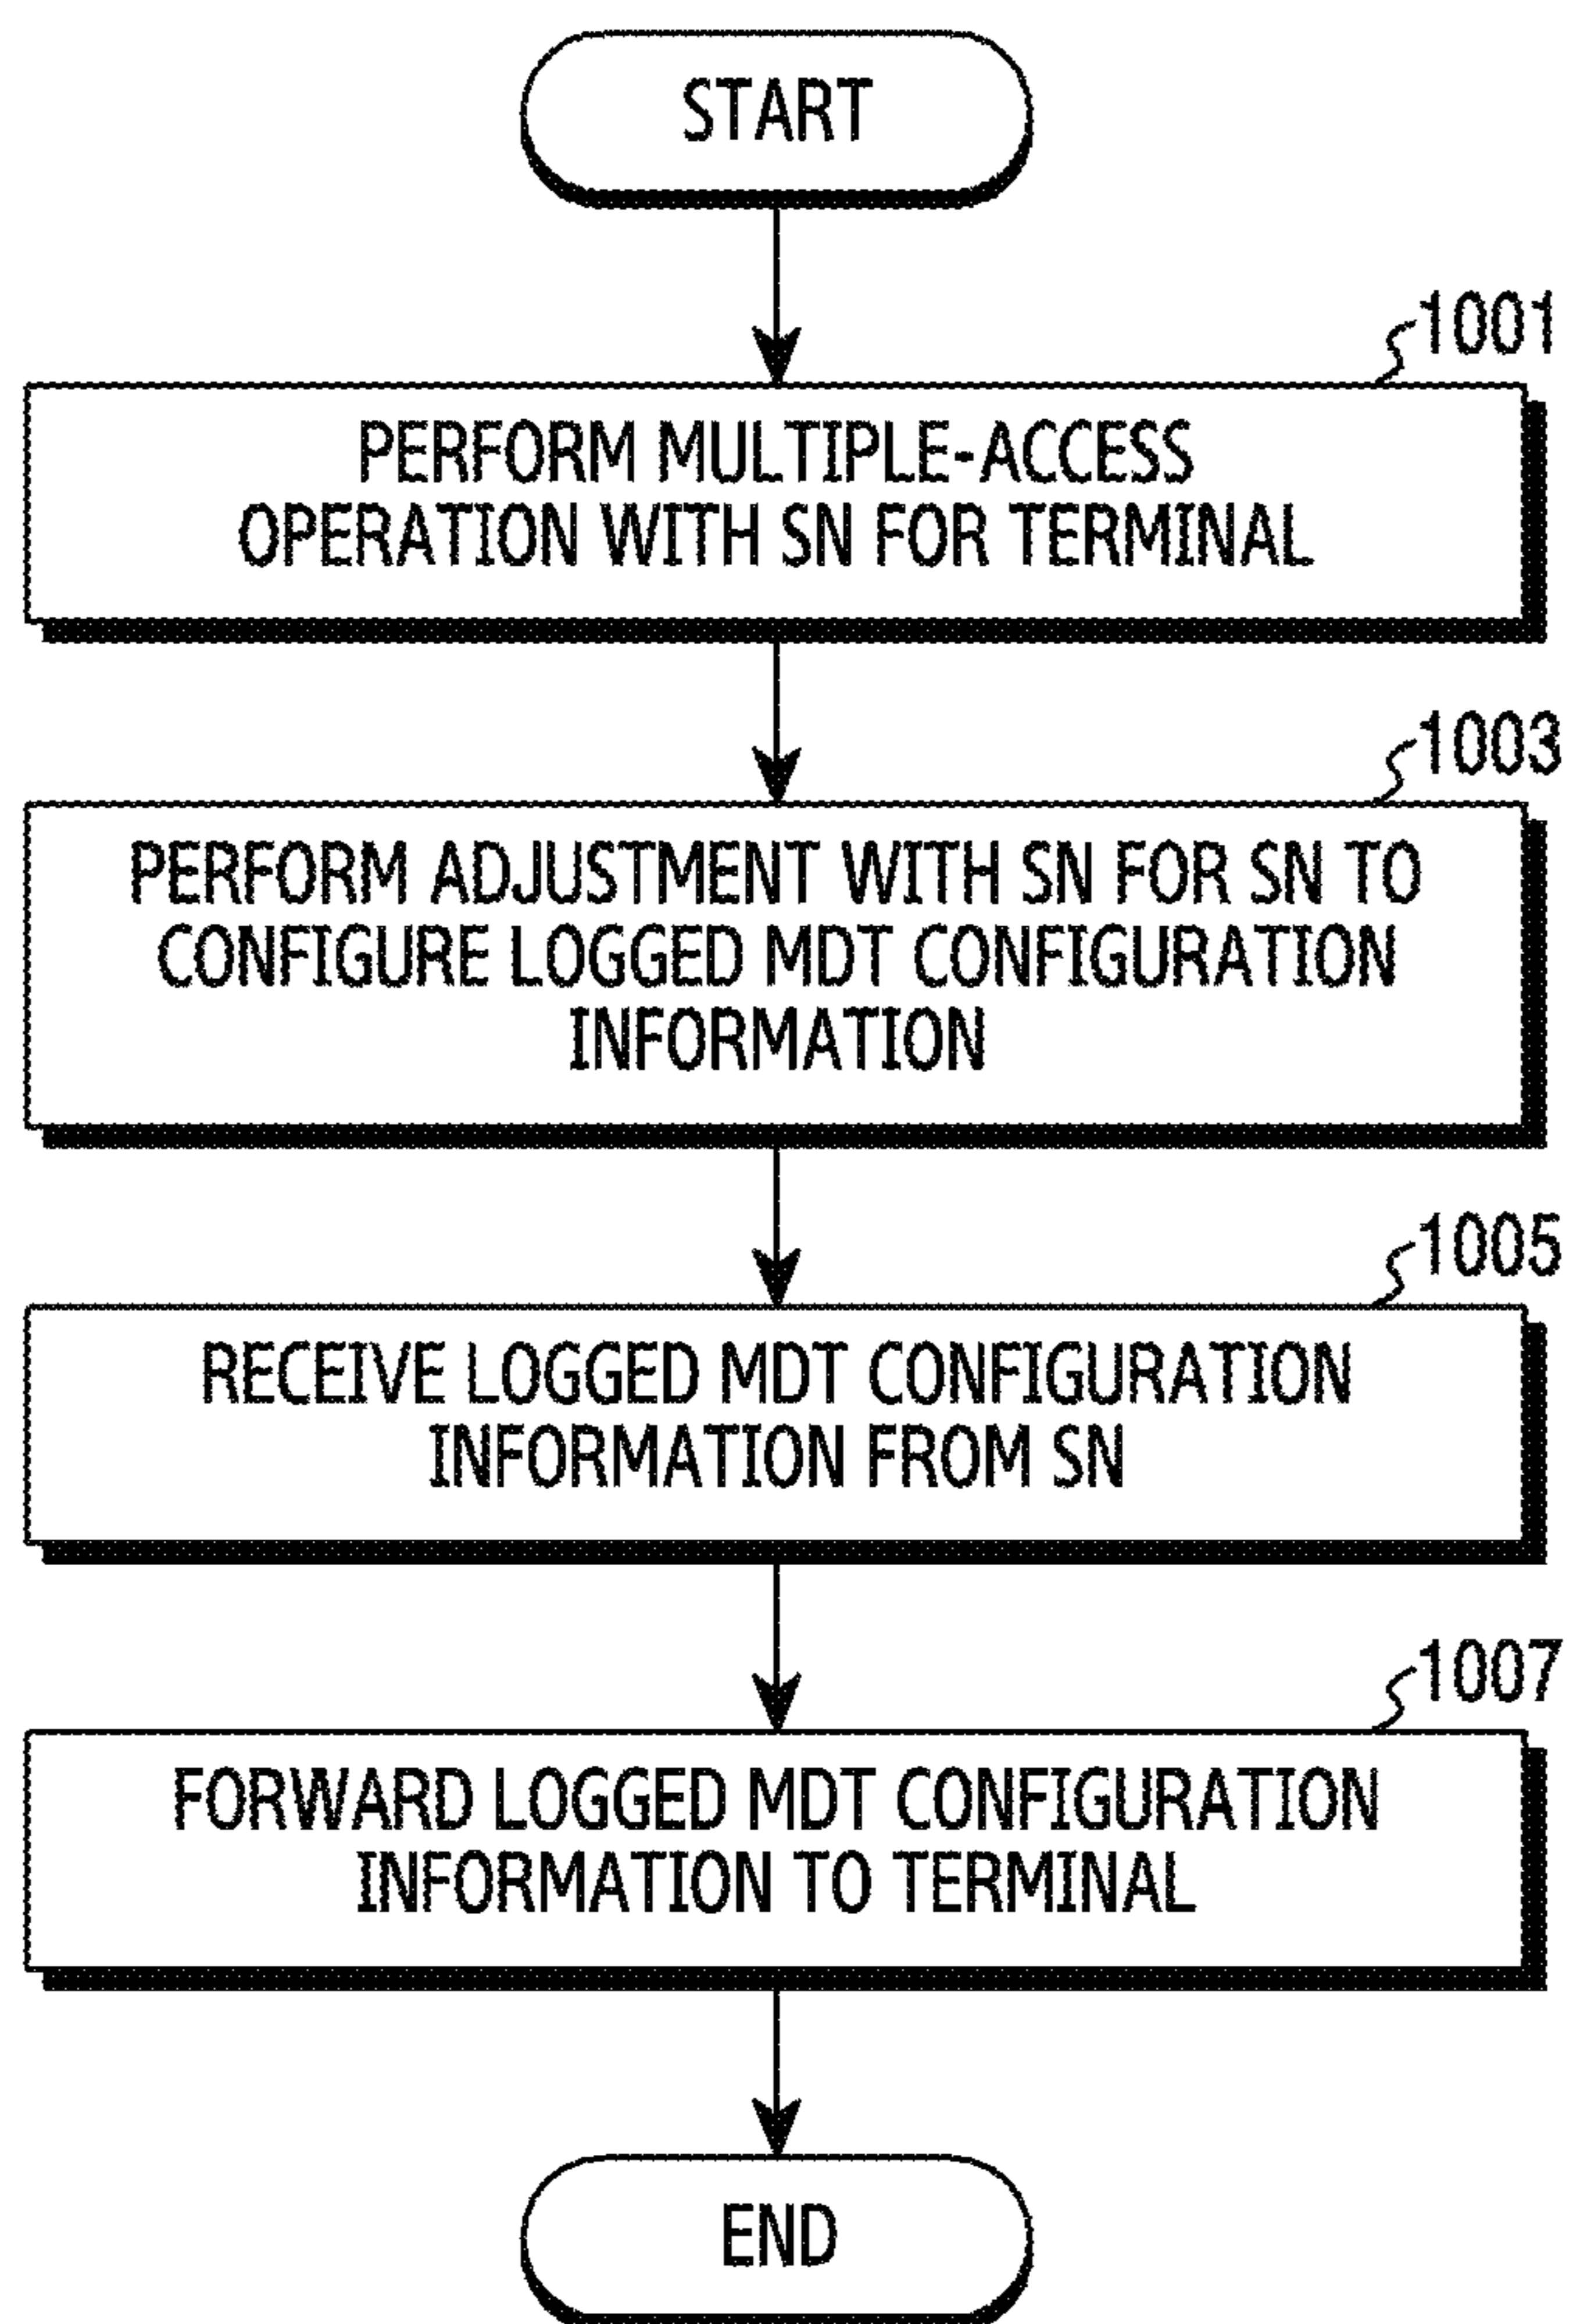 START
1001
PERFORM MULTIPLE-ACCESS
OPERATION WITH SN FOR TERMINAL
1003
PERFORM ADJUSTMENT WITH SN FOR SN TO
CONFIGURE LOGGED MDT CONFIGURATION
INFORMATION
1005
RECEIVE LOGGED MDT CONFIGURATION
INFORMATION FROM SN
1007
FORWARD LOGGED MDT CONFIGURATION
INFORMATION TO TERMINAL
END